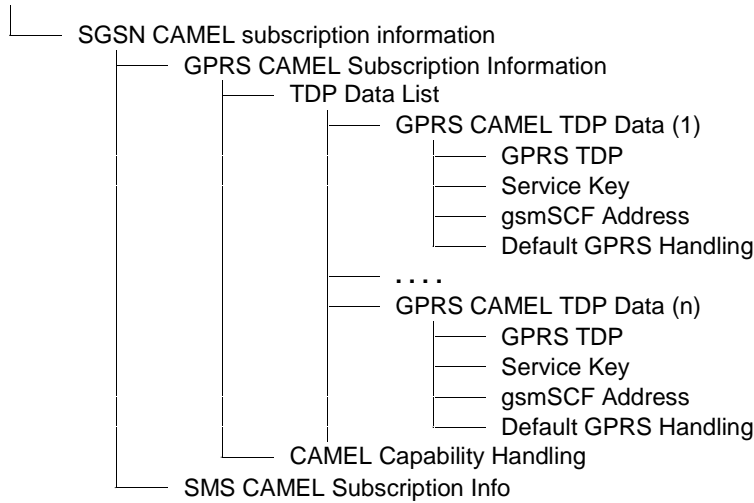 SGSN CAMEL subscription information
GPRS CAMEL Subscription Information
TDP Data List
GPRS CAMEL TDP Data (1)
GPRS TDP
Service Key
gsmSCF Address
Default GPRS Handling
. . . .
GPRS CAMEL TDP Data (n)
GPRS TDP
Service Key
gsmSCF Address
Default GPRS Handling
CAMEL Capability Handling
SMS CAMEL Subscription Info